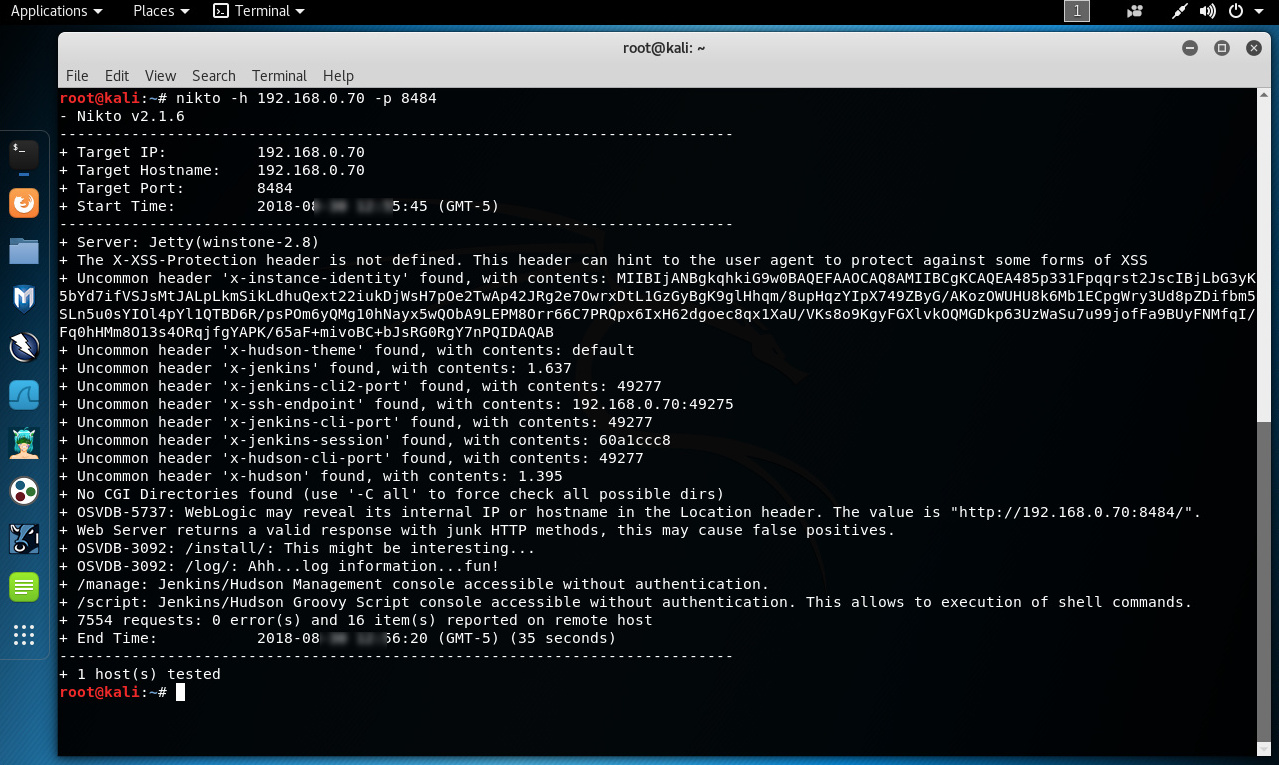 Applications Places Terminal 1
root@kali: ~
File Edit View Search Terminal Help
root@kali:~# nikto -h 192.168.0.70 -p 8484
- Nikto v2.1.6
---------------------------------------------------------------------------
+ Target IP: 192.168.0.70
+ Target Hostname: 192.168.0.70
+ Target Port: 8484
+ Start Time: 2018-08 5:45 (GMT-5)
---------------------------------------------------------------------------
+ Server: Jetty(winstone-2.8)
+ The X-XSS-Protection header is not defined. This header can hint to the user agent to protect against some forms of XSS
+ Uncommon header 'x-instance-identity' found, with contents: MIIBIjANBgkqhkiG9w0BAQEFAAOCAQ8AMIIBCgKCAQEA485p331Fpqqrst2JscIBjLbG3yK
5bYd7ifVSJsMtJALpLkmSikLdhuQext22iukDjWsH7pOe2TwAp42JRg2e7OwrxDtL1GzGyBgK9glHhqm/8upHqzYIpX749ZByG/AKozOWUHU8k6Mb1ECpgWry3Ud8pZDifbm5
SLn5u0sYIOl4pYl1QTBD6R/psPOm6yQMg10hNayx5wQObA9LEPM8Orr66C7PRQpx6IxH62dgoec8qx1XaU/VKs8o9KgyFGXlvkOQMGDkp63UzWaSu7u99jofFa9BUyFNMfqI/
Fq0hHMm8O13s4ORqjfgYAPK/65aF+mivoBC+bJsRG0RgY7nPQIDAQAB
+ Uncommon header 'x-hudson-theme' found, with contents: default
+ Uncommon header 'x-jenkins' found, with contents: 1.637
+ Uncommon header 'x-jenkins-cli2-port' found, with contents: 49277
+ Uncommon header 'x-ssh-endpoint' found, with contents: 192.168.0.70:49275
+ Uncommon header 'x-jenkins-cli-port' found, with contents: 49277
+ Uncommon header 'x-jenkins-session' found, with contents: 60a1ccc8
+ Uncommon header 'x-hudson-cli-port' found, with contents: 49277
+ Uncommon header 'x-hudson' found, with contents: 1.395
+ No CGI Directories found (use '-C all' to force check all possible dirs)
+ OSVDB-5737: WebLogic may reveal its internal IP or hostname in the Location header. The value is "http://192.168.0.70:8484/".
+ Web Server returns a valid response with junk HTTP methods, this may cause false positives.
+ OSVDB-3092: /install/: This might be interesting...
+ OSVDB-3092: /log/: Ahh...log information...fun!
+ /manage: Jenkins/Hudson Management console accessible without authentication.
+ /script: Jenkins/Hudson Groovy Script console accessible without authentication. This allows to execution of shell commands.
+ 7554 requests: 0 error(s) and 16 item(s) reported on remote host
+ End Time: 2018-08 56:20 (GMT-5) (35 seconds)
---------------------------------------------------------------------------
+ 1 host(s) tested
root@kali:~#